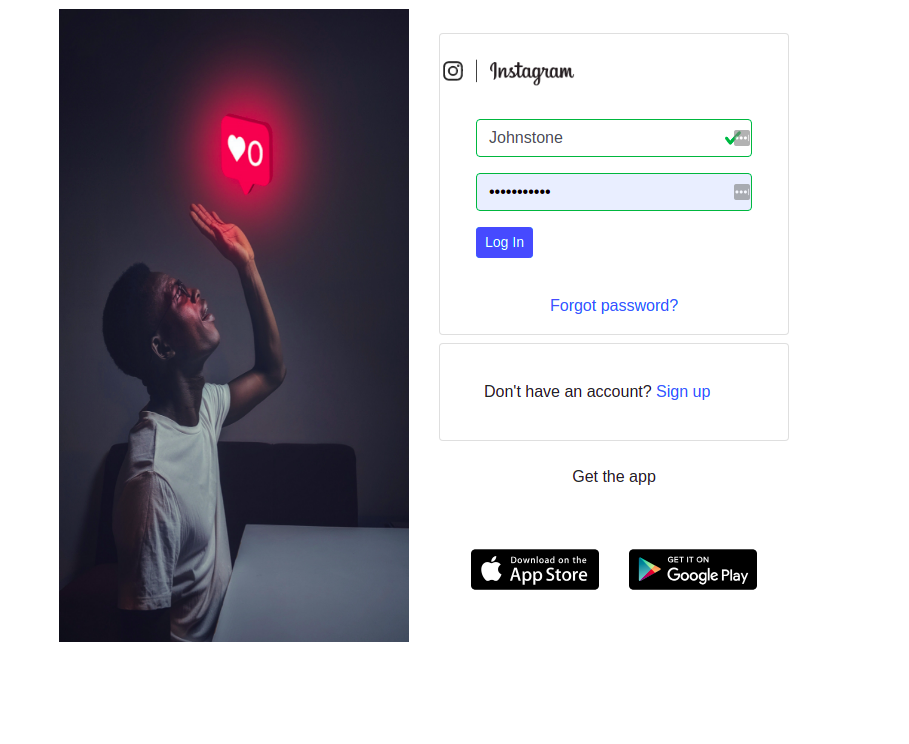 0
Instagram
Johnstone
•••••••••••
Log In
Forgot password?
Don't have an account? Sign up
Get the app
Download on the
App Store
GET IT ON
Google Play